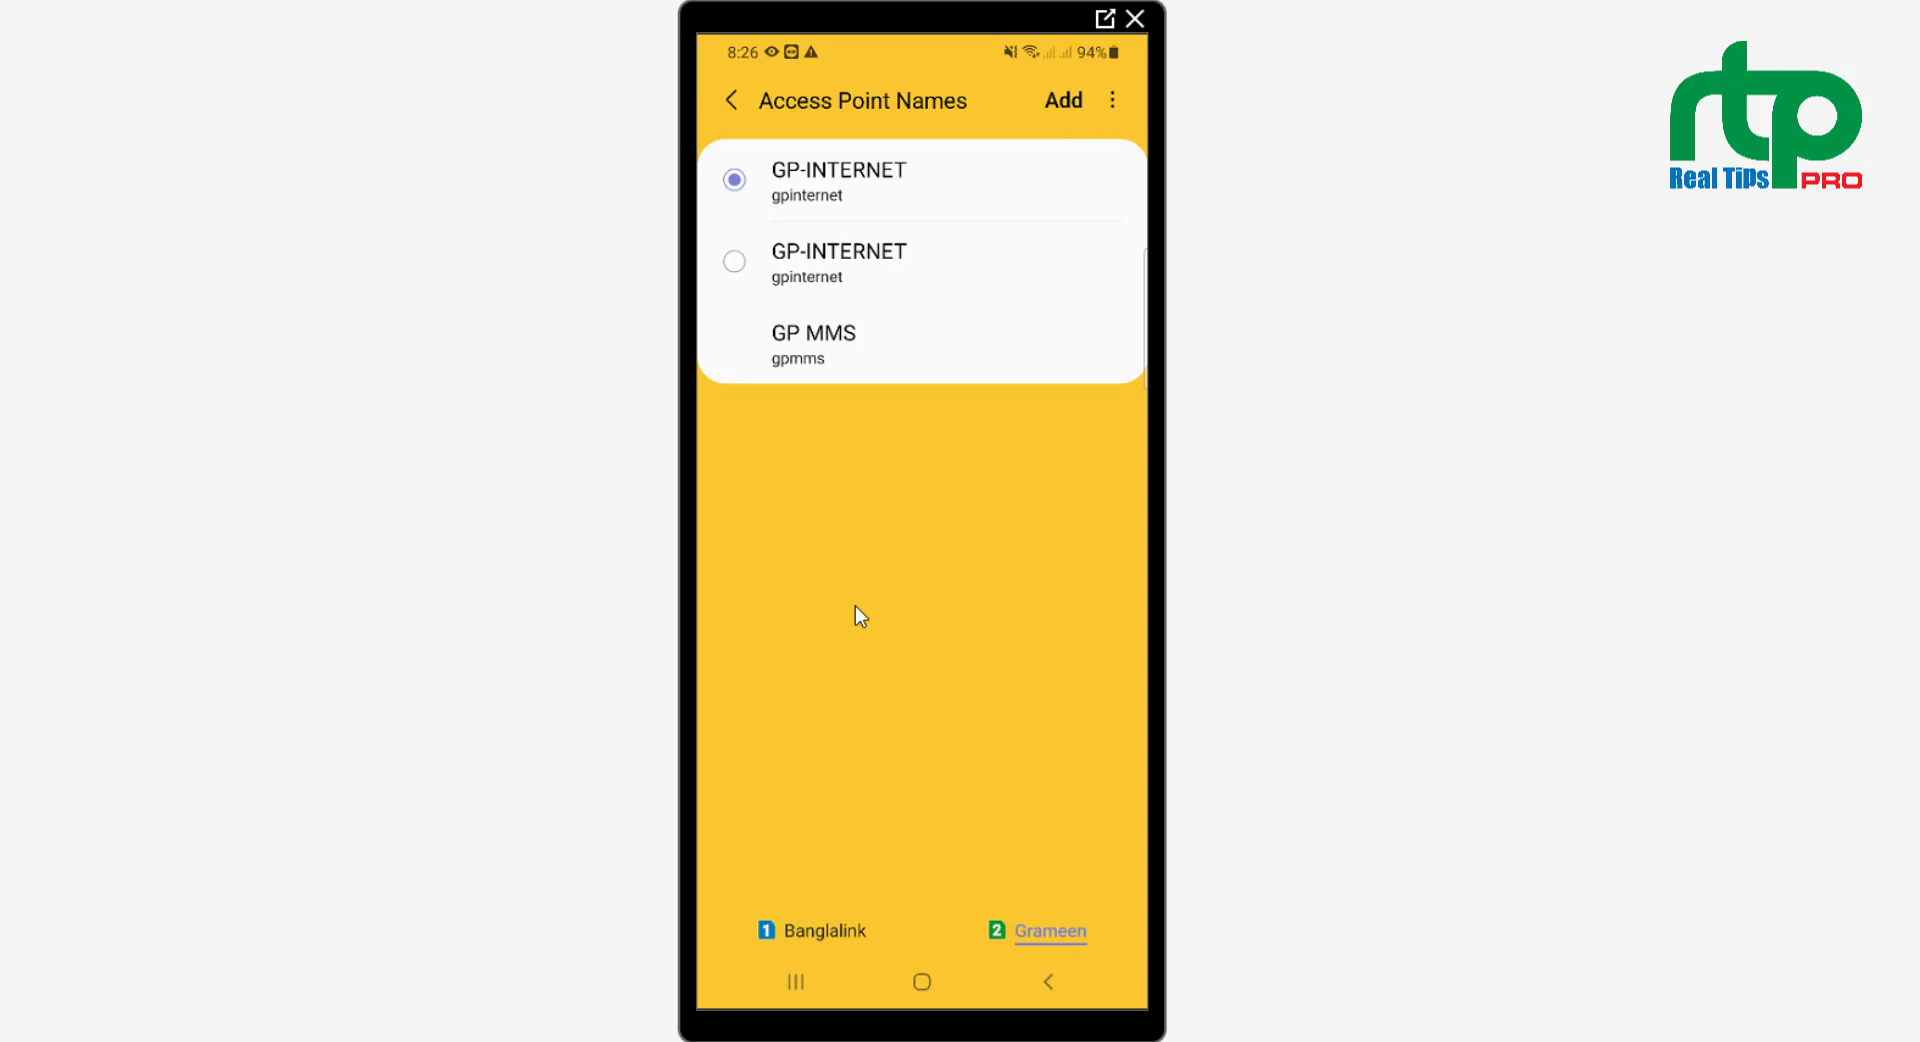 8:26
94%
Access Point Names
Add
GP-INTERNET
gpinternet
GP-INTERNET
gpinternet
GP MMS
gpmms
1 Banglalink
2 Grameen
rtp
Real Tips PRO